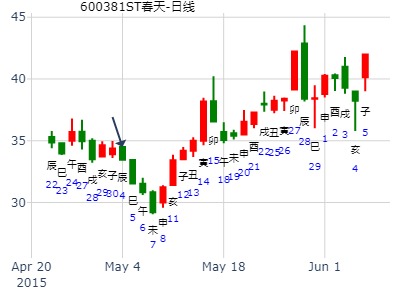 600381ST春天-日线
45
40
35
30
辰
22
巳
23
午
24
酉
27
戌
28
亥
29
子
30
辰
4
巳
5
午
6
未
7
申
8
亥
11
子
12
丑
13
寅
14
卯
15
午
18
未
19
申
20
酉
21
戌
22
丑
25
寅
26
卯
27
辰
28
巳
29
申
1
酉
2
戌
3
亥
4
子
5
Apr 20
2015
May 4
May 18
Jun 1